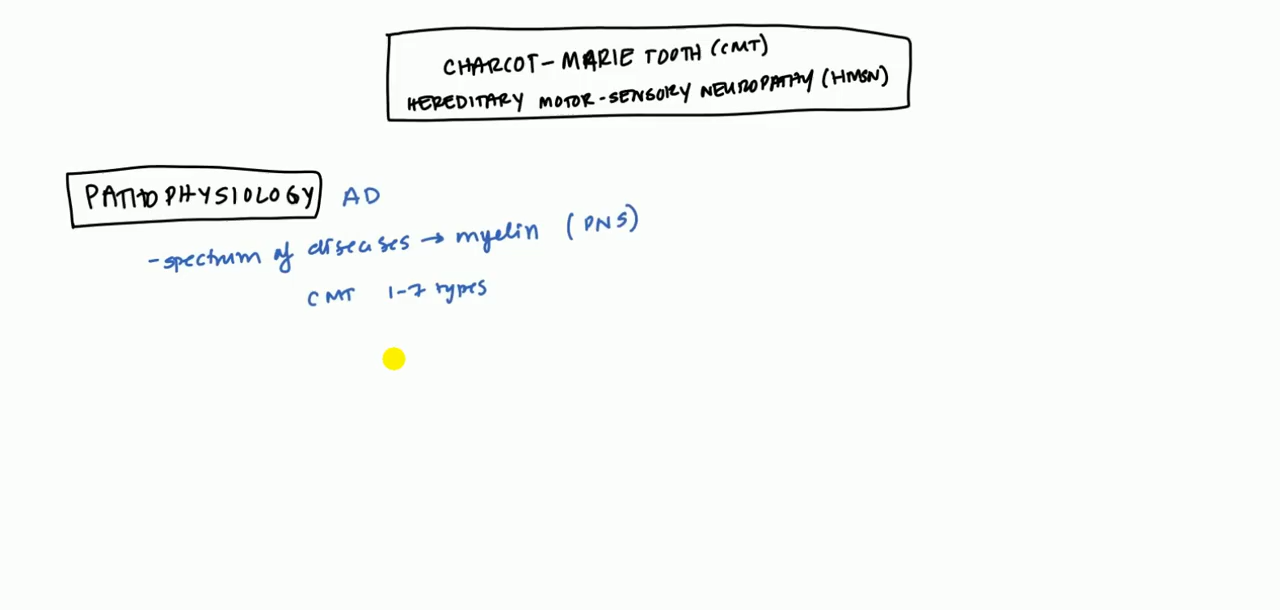 CHARCOT-MARIE TOOTH (CMT)
HEREDITARY MOTOR-SENSORY NEUROPATHY (HMSN)
PATHOPHYSIOLOGY AD
-spectrum of diseases → myelin (PNS)
CMT 1-7 types